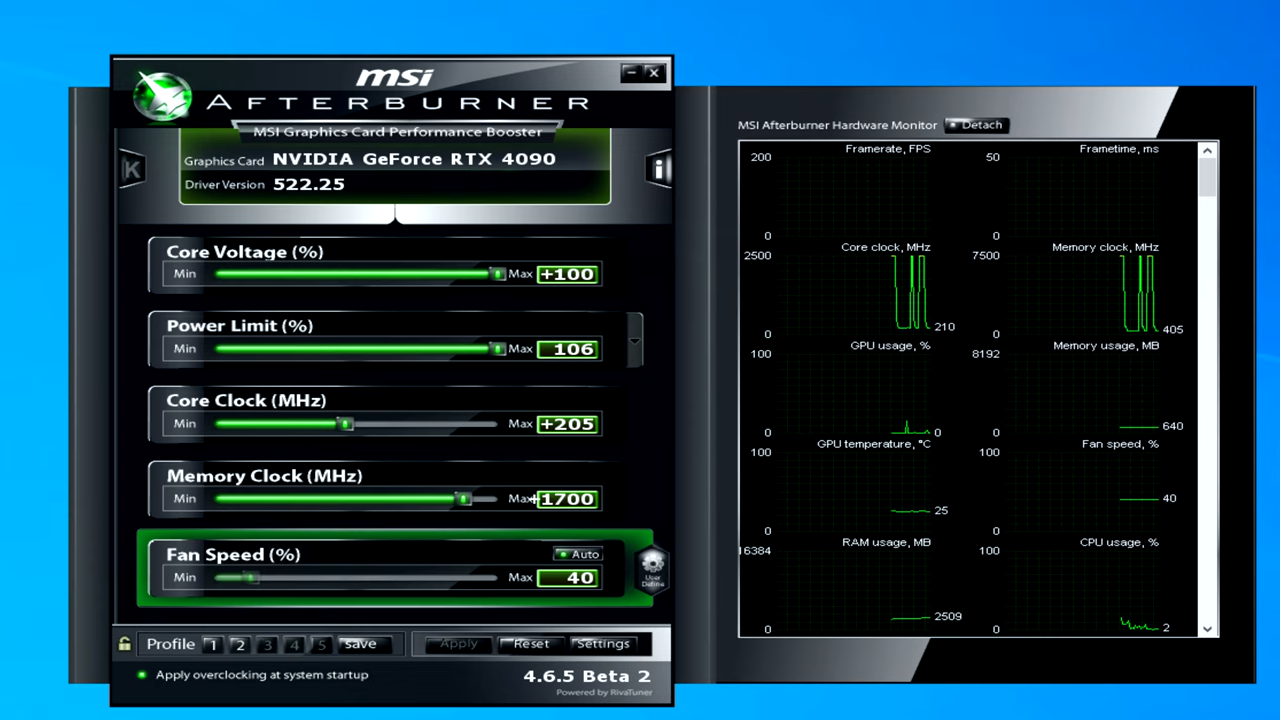 msi
AFTERBURNER
MSI Graphics Card Performance Booster
K
i
Graphics Card NVIDIA GeForce RTX 4090
Driver Version 522.25
Core Voltage (%)
Min Max +100
Power Limit (%)
Min Max 106
Core Clock (MHz)
Min Max +205
Memory Clock (MHz)
Min Max +1700
Fan Speed (%) Auto
Min Max 40
User Define
Profile 1 2 3 4 5 save Apply Reset Settings
Apply overclocking at system startup 4.6.5 Beta 2
Powered by RivaTuner
MSI Afterburner Hardware Monitor Detach
Framerate, FPS
200
0
Frametime, ms
50
0
Core clock, MHz
2500
210
0
Memory clock, MHz
7500
405
0
GPU usage, %
100
0
0
Memory usage, MB
8192
640
0
GPU temperature, °C
100
25
0
Fan speed, %
100
40
0
RAM usage, MB
16384
2509
0
CPU usage, %
100
2
0